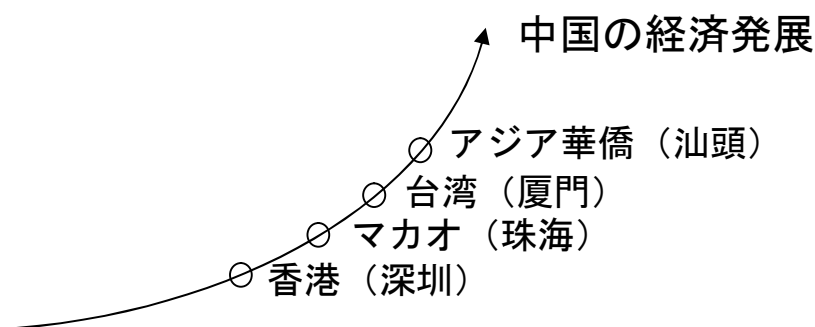 中国の経済発展
アジア華僑（汕頭）
台湾（厦門）
マカオ（珠海）
香港（深圳）